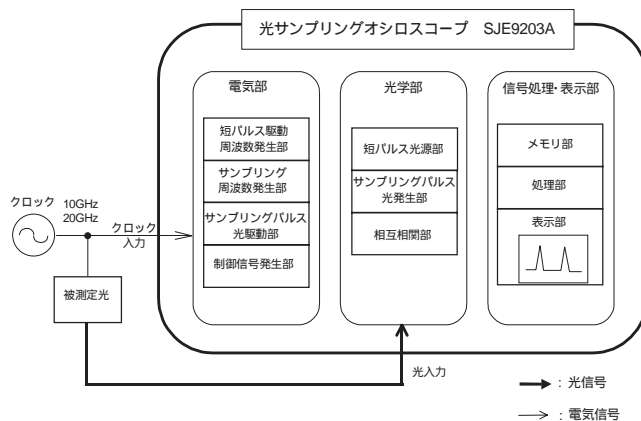 光サンプリングオシロスコープ SJE9203A
電気部
短パルス駆動
周波数発生部
サンプリング
周波数発生部
サンプリングパルス
光駆動部
制御信号発生部
光学部
短パルス光源部
サンプリングパルス
光発生部
相互相関部
信号処理・表示部
メモリ部
処理部
表示部
クロック
10GHz
20GHz
クロック
入力
被測定光
光入力
: 光信号
: 電気信号